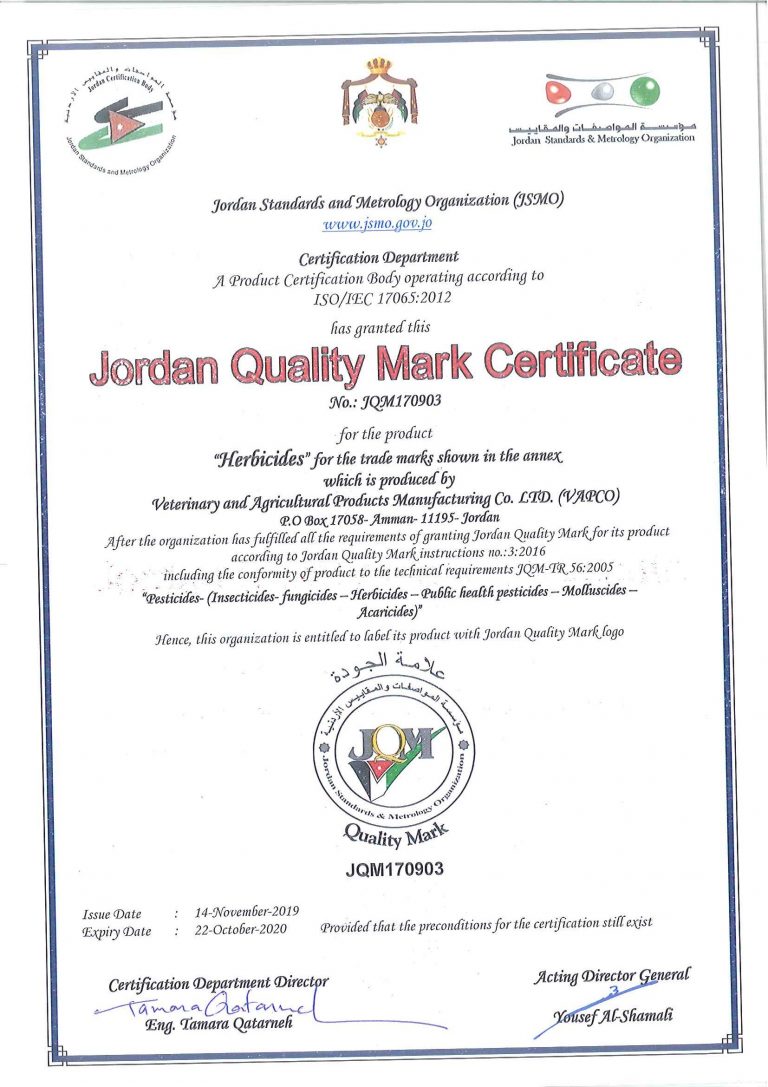 مؤسسة المواصفات والمقاييس الأردنية
Jordan Certification Body
Jordan Standards and Metrology Organization
مؤسسة المواصفات والمقاييس
Jordan Standards & Metrology Organization
Jordan Standards and Metrology Organization (JSMO)
www.jsmo.gov.jo
Certification Department
A Product Certification Body operating according to
ISO/IEC 17065:2012
has granted this
Jordan Quality Mark Certificate
No.: JQM170903
for the product
“Herbicides” for the trade marks shown in the annex
which is produced by
Veterinary and Agricultural Products Manufacturing Co. LTD. (VAPCO)
P.O Box 17058- Amman- 11195- Jordan
After the organization has fulfilled all the requirements of granting Jordan Quality Mark for its product
according to Jordan Quality Mark instructions no.:3:2016
including the conformity of product to the technical requirements JQM-TR 56:2005
“Pesticides- (Insecticides- fungicides – Herbicides – Public health pesticides – Molluscides –
Acaricides)”
Hence, this organization is entitled to label its product with Jordan Quality Mark logo
علامة الجودة
مؤسسة المواصفات والمقاييس الأردنية
JQM
Jordan Standards & Metrology Organization
Quality Mark
JQM170903
Issue Date : 14-November-2019
Expiry Date : 22-October-2020 Provided that the preconditions for the certification still exist
Certification Department Director Acting Director General
Tamara Qatarneh
Eng. Tamara Qatarneh Yousef Al-Shamali